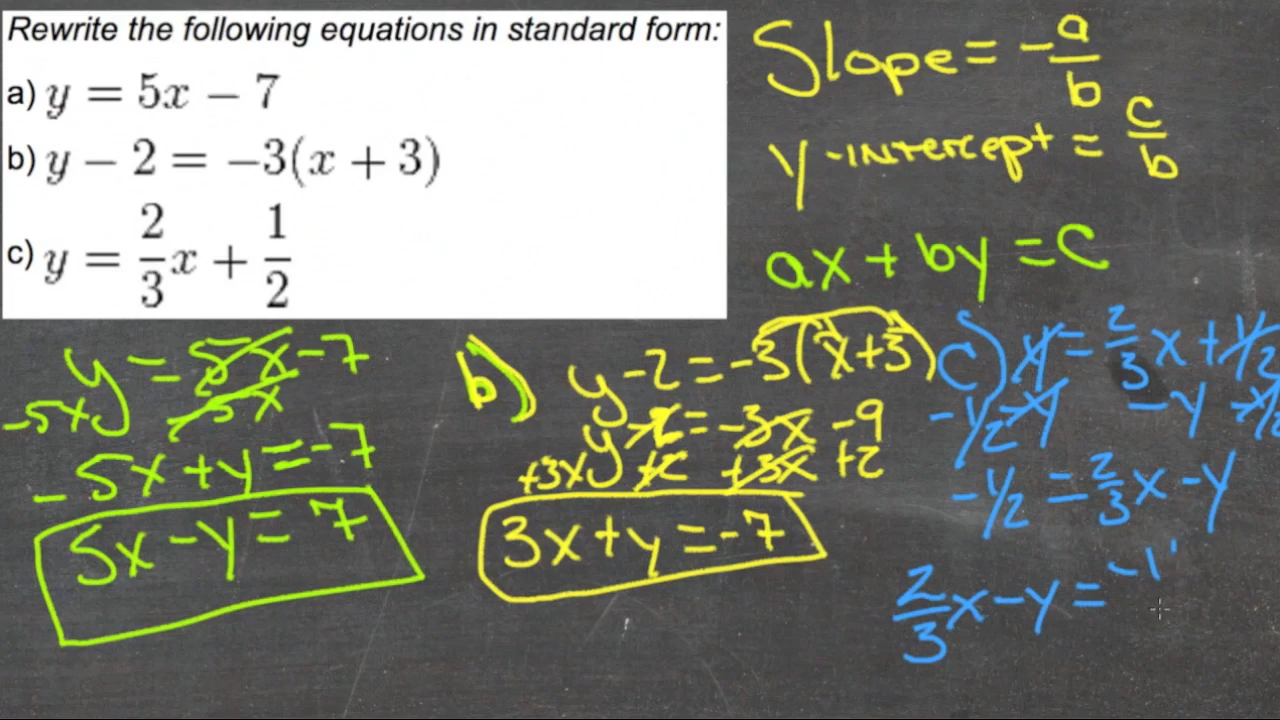 Rewrite the following equations in standard form:
a) y = 5x − 7
b) y − 2 = −3(x + 3)
c) y = 2/3 x + 1/2
Slope = -a/b
y-intercept = c/b
ax + by = c
y = 5x - 7
-5x -5x
-5x + y = -7
5x - y = 7
b) y - 2 = -3(x + 3)
y - 2 = -3x - 9
+3x +2 +3x +2
3x + y = -7
c) y = 2/3 x + 1/2
-1/2 - y - y - 1/2
-1/2 = 2/3 x - y
2/3 x - y = -1